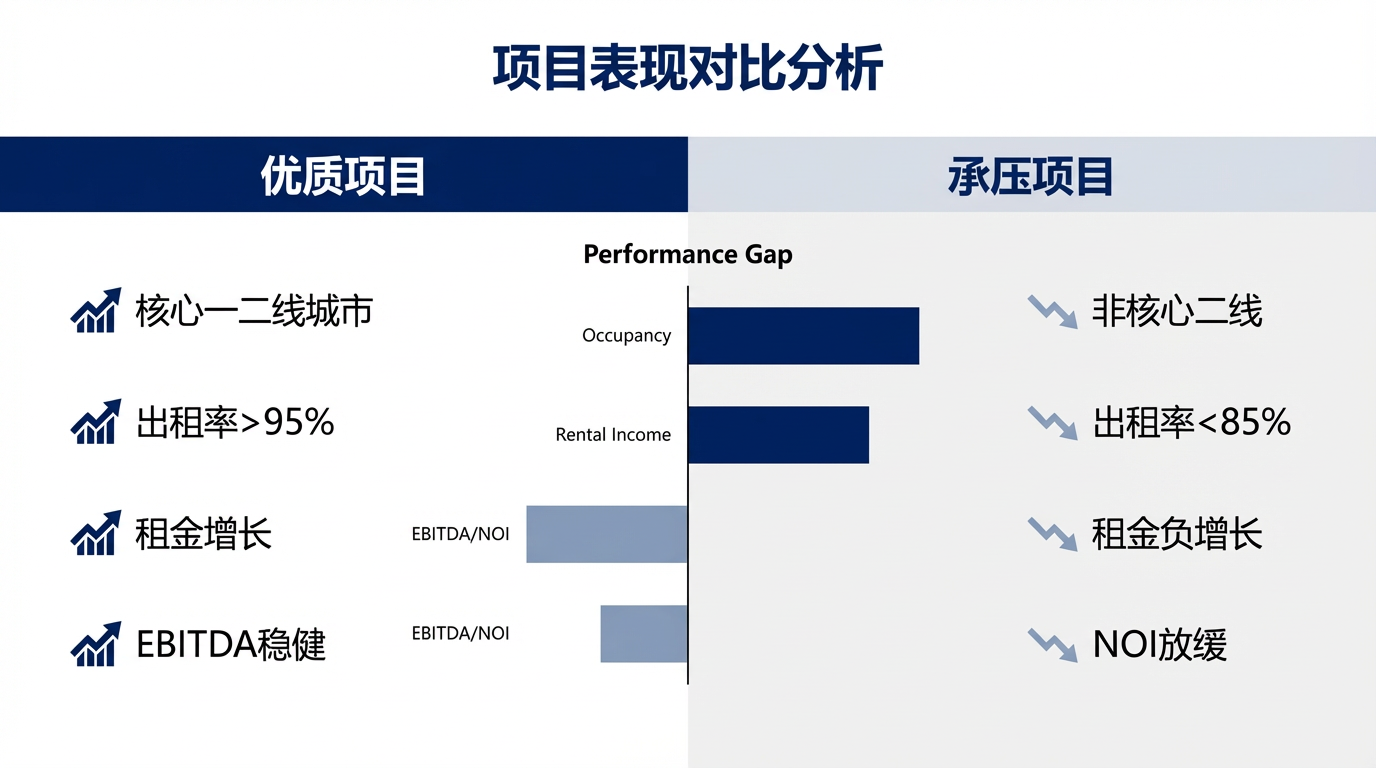 项目表现对比分析
优质项目
承压项目
核心一二线城市
出租率>95%
租金增长
EBITDA稳健
Performance Gap
Occupancy
Rental Income
EBITDA/NOI
EBITDA/NOI
非核心二线
出租率<85%
租金负增长
NOI放缓